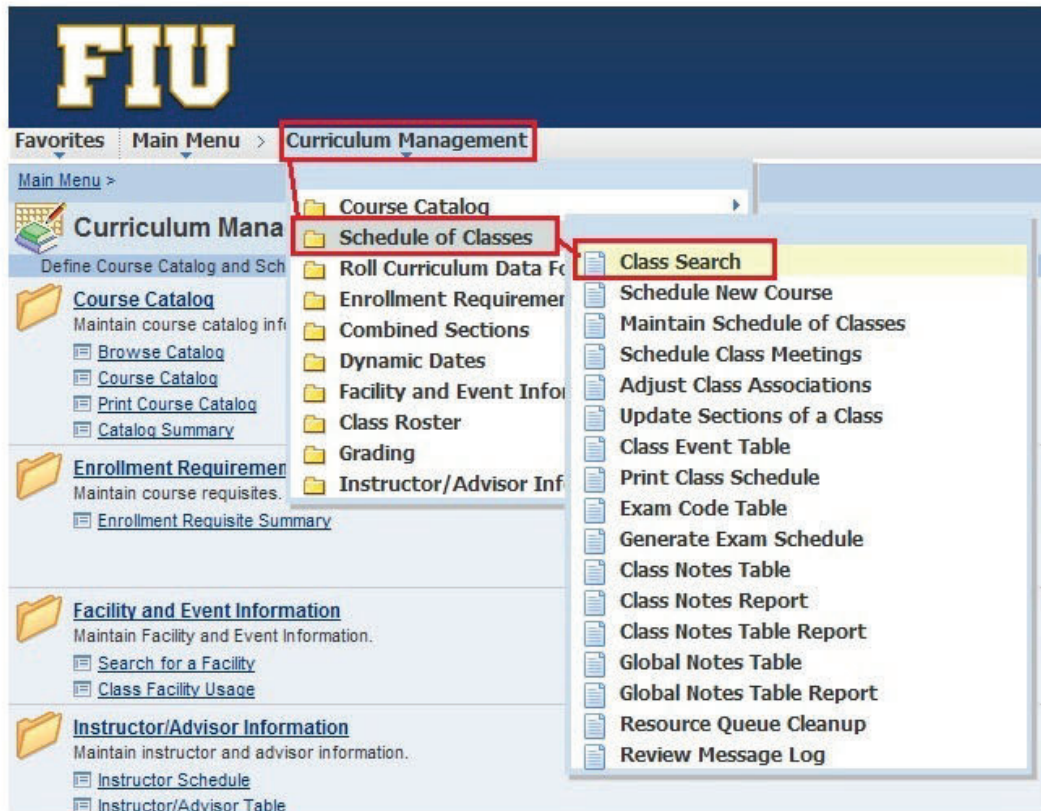 FIU
Favorites Main Menu > Curriculum Management
Main Menu >
Curriculum Mana
Define Course Catalog and Sch
Course Catalog
Maintain course catalog info
Browse Catalog
Course Catalog
Print Course Catalog
Catalog Summary
Enrollment Requiremen
Maintain course requisites.
Enrollment Requisite Summary
Facility and Event Information
Maintain Facility and Event Information.
Search for a Facility
Class Facility Usage
Instructor/Advisor Information
Maintain instructor and advisor information.
Instructor Schedule
Instructor/Advisor Table
Course Catalog
Schedule of Classes
Roll Curriculum Data Fo
Enrollment Requiremen
Combined Sections
Dynamic Dates
Facility and Event Infor
Class Roster
Grading
Instructor/Advisor Inf
Class Search
Schedule New Course
Maintain Schedule of Classes
Schedule Class Meetings
Adjust Class Associations
Update Sections of a Class
Class Event Table
Print Class Schedule
Exam Code Table
Generate Exam Schedule
Class Notes Table
Class Notes Report
Class Notes Table Report
Global Notes Table
Global Notes Table Report
Resource Queue Cleanup
Review Message Log